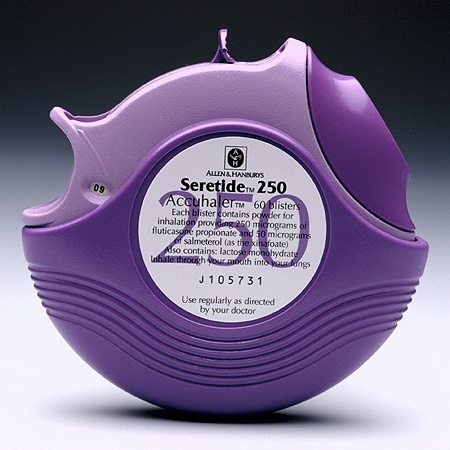 A
H
ALLEN & HANBURYS
Seretide™ 250
Accuhaler™ 60 blisters
Each blister contains powder for
inhalation providing 250 micrograms of
fluticasone propionate and 50 micrograms
of salmeterol (as the xinafoate)
Also contains: lactose monohydrate
Inhale through your mouth into your lungs
250
J105731
Use regularly as directed
by your doctor
60